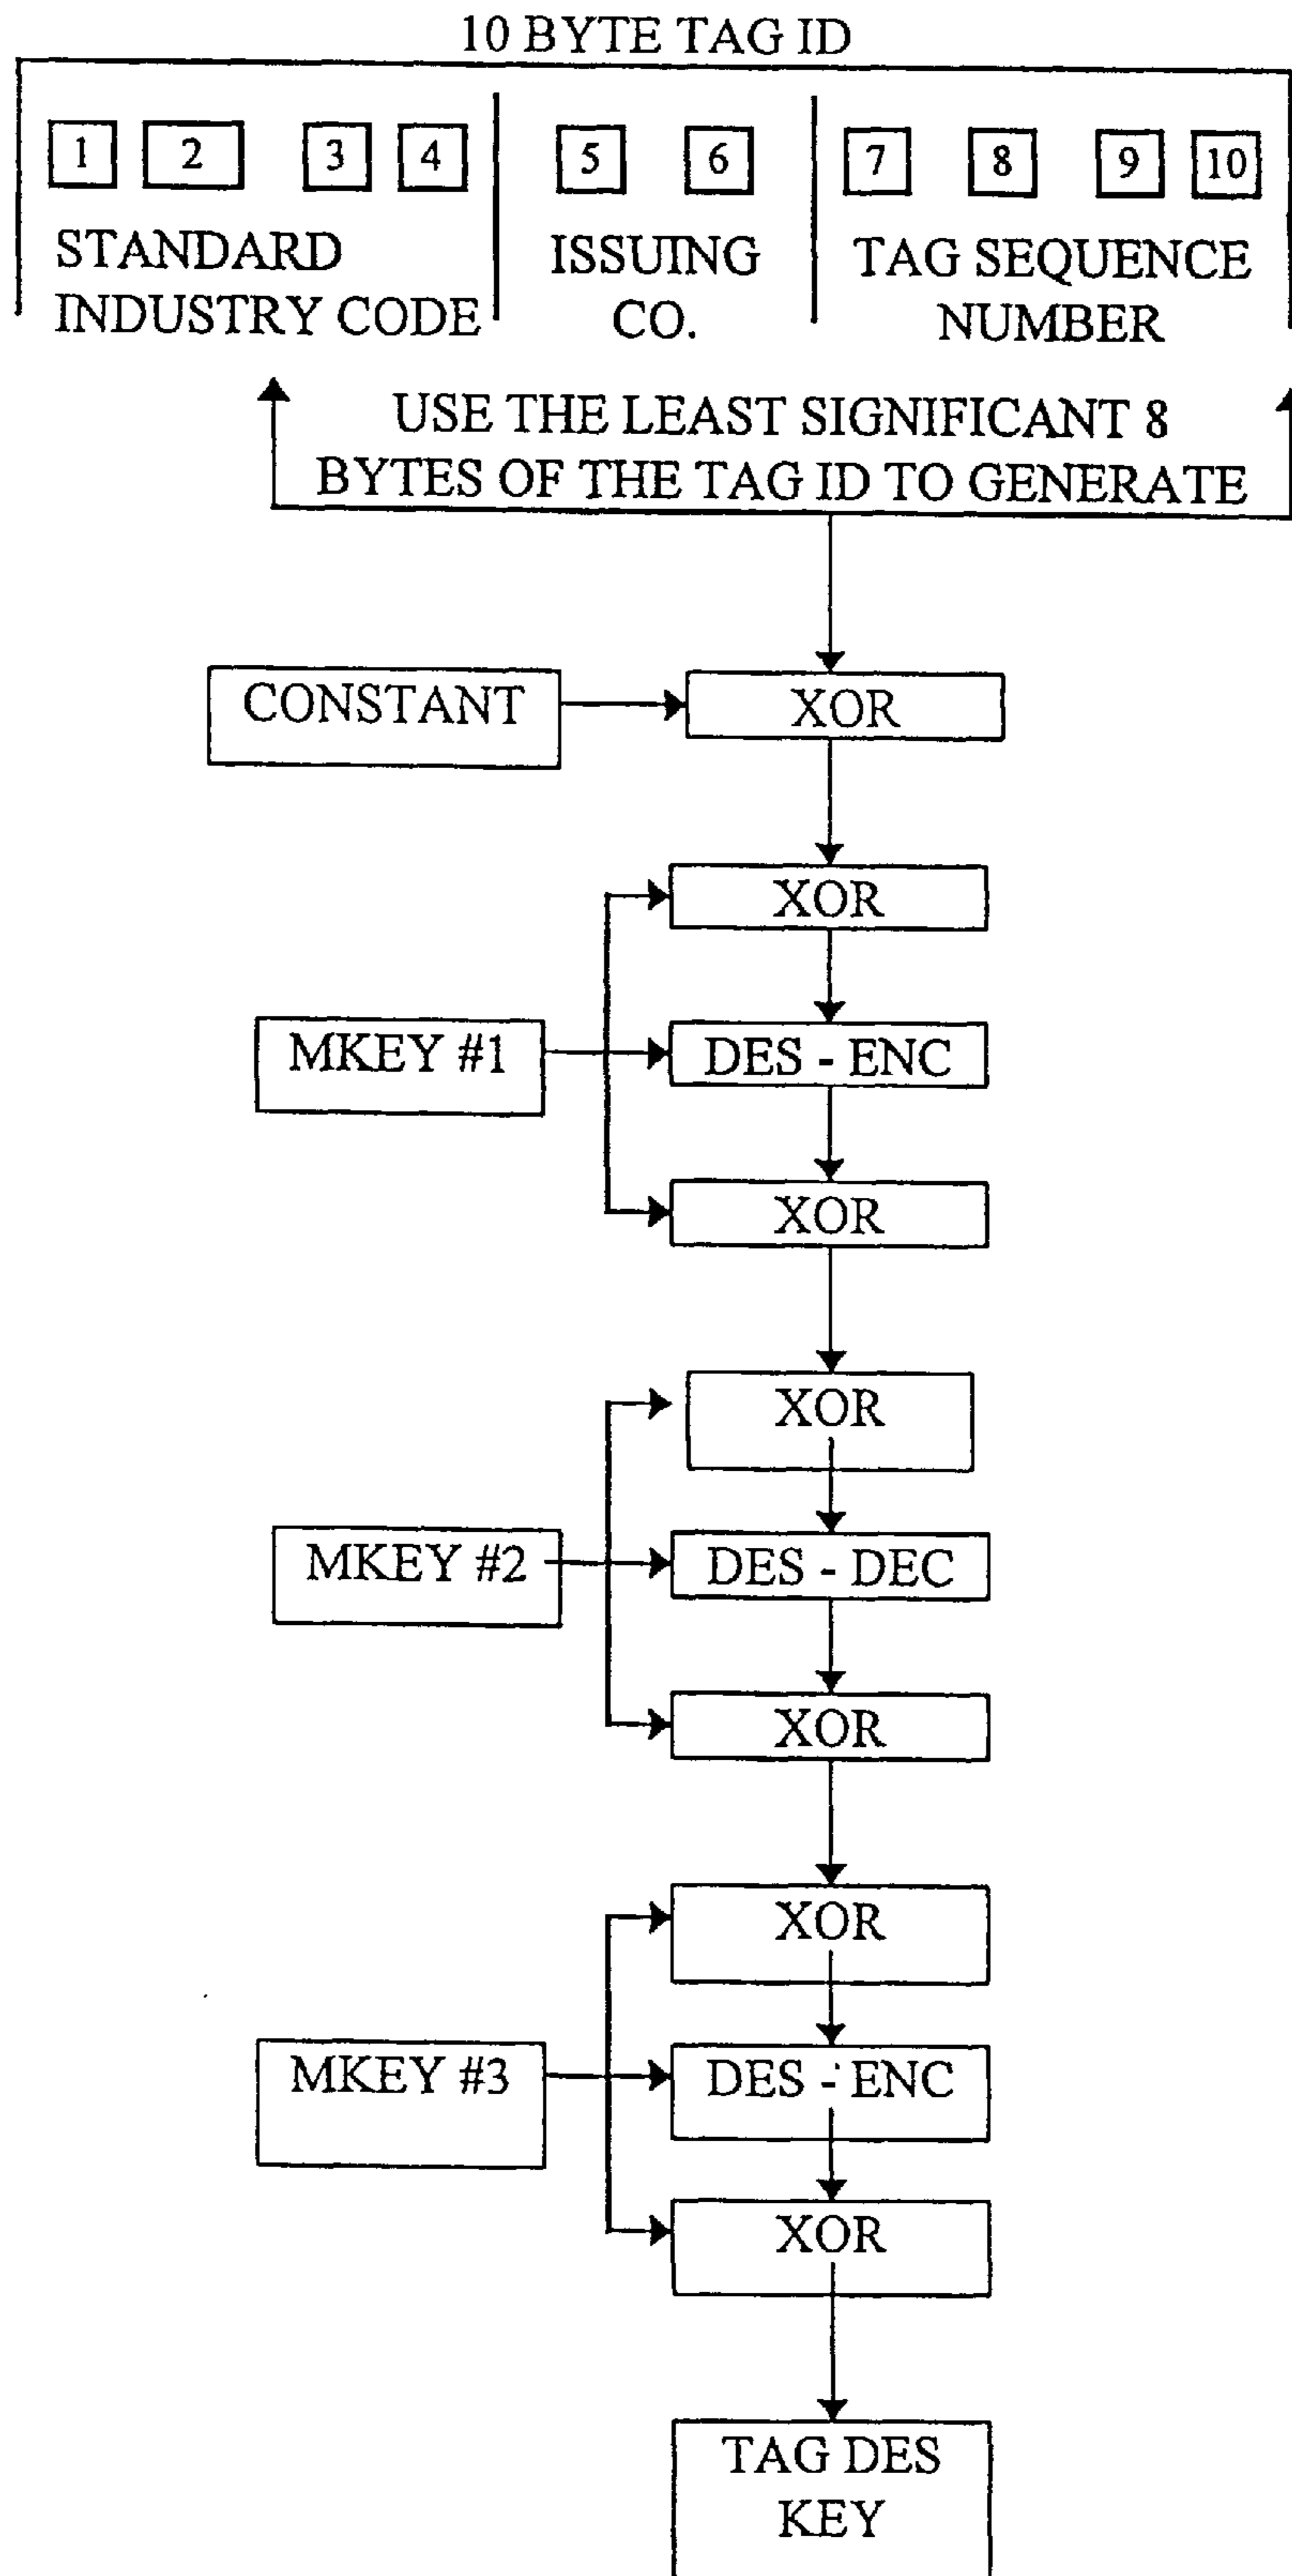 10 BYTE TAG ID
1 2 3 4 5 6 7 8 9 10
STANDARD
INDUSTRY CODE
ISSUING
CO.
TAG SEQUENCE
NUMBER
USE THE LEAST SIGNIFICANT 8
BYTES OF THE TAG ID TO GENERATE
CONSTANT
XOR
XOR
MKEY #1
DES - ENC
XOR
XOR
MKEY #2
DES - DEC
XOR
XOR
MKEY #3
DES - ENC
XOR
TAG DES
KEY